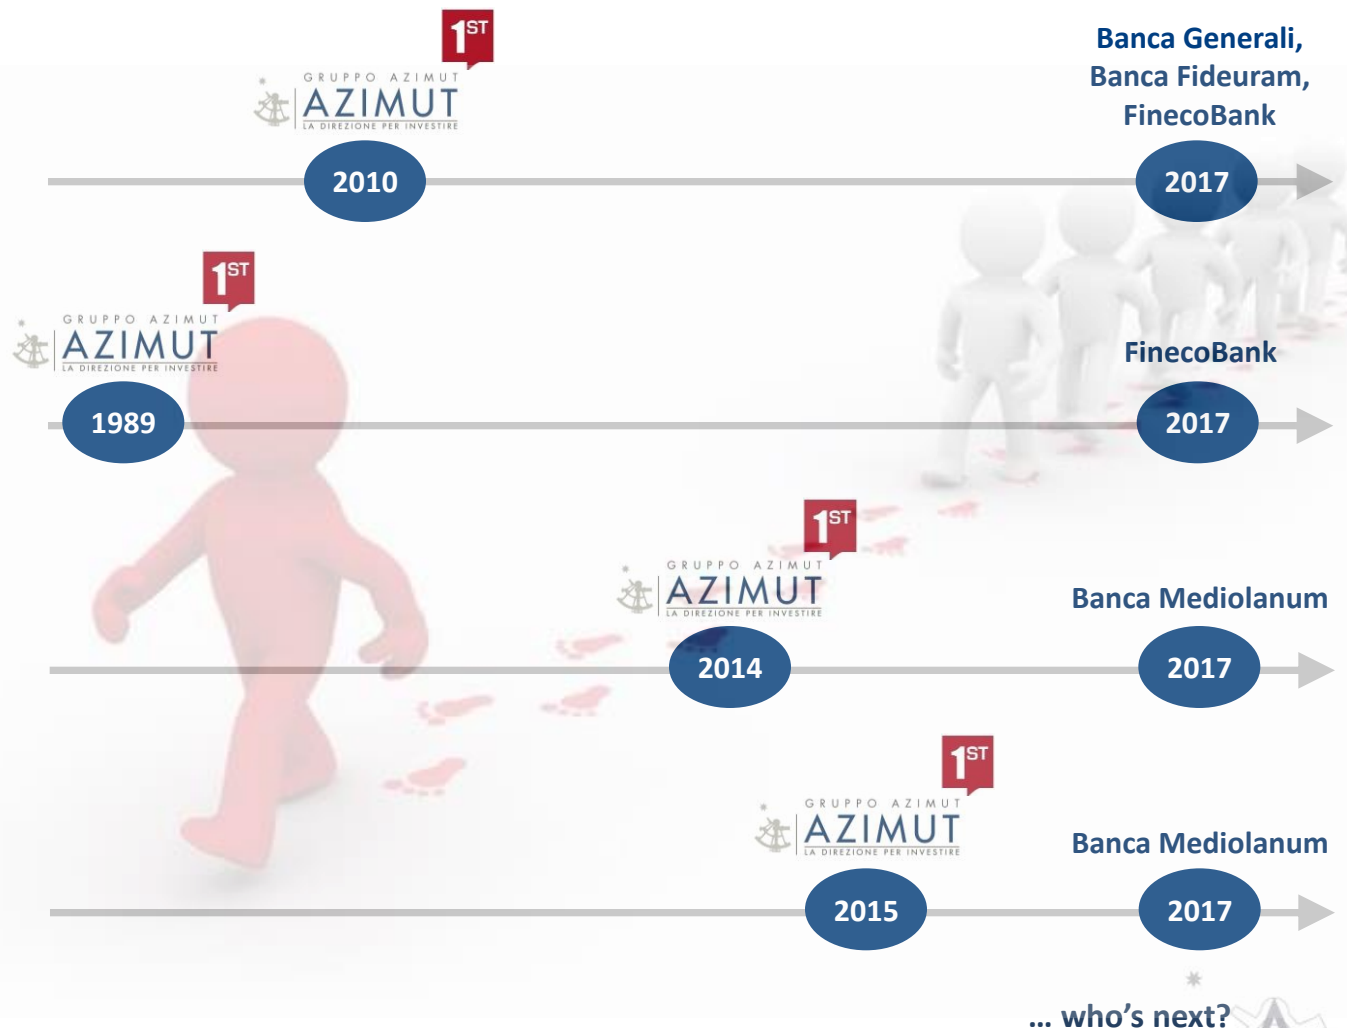 1ST
GRUPPO AZIMUT
AZIMUT
LA DIREZIONE PER INVESTIRE
Banca Generali,
Banca Fideuram,
FinecoBank
2010
2017
1ST
GRUPPO AZIMUT
AZIMUT
LA DIREZIONE PER INVESTIRE
FinecoBank
1989
2017
1ST
GRUPPO AZIMUT
AZIMUT
LA DIREZIONE PER INVESTIRE
Banca Mediolanum
2014
2017
1ST
GRUPPO AZIMUT
AZIMUT
LA DIREZIONE PER INVESTIRE
Banca Mediolanum
2015
2017
... who's next?